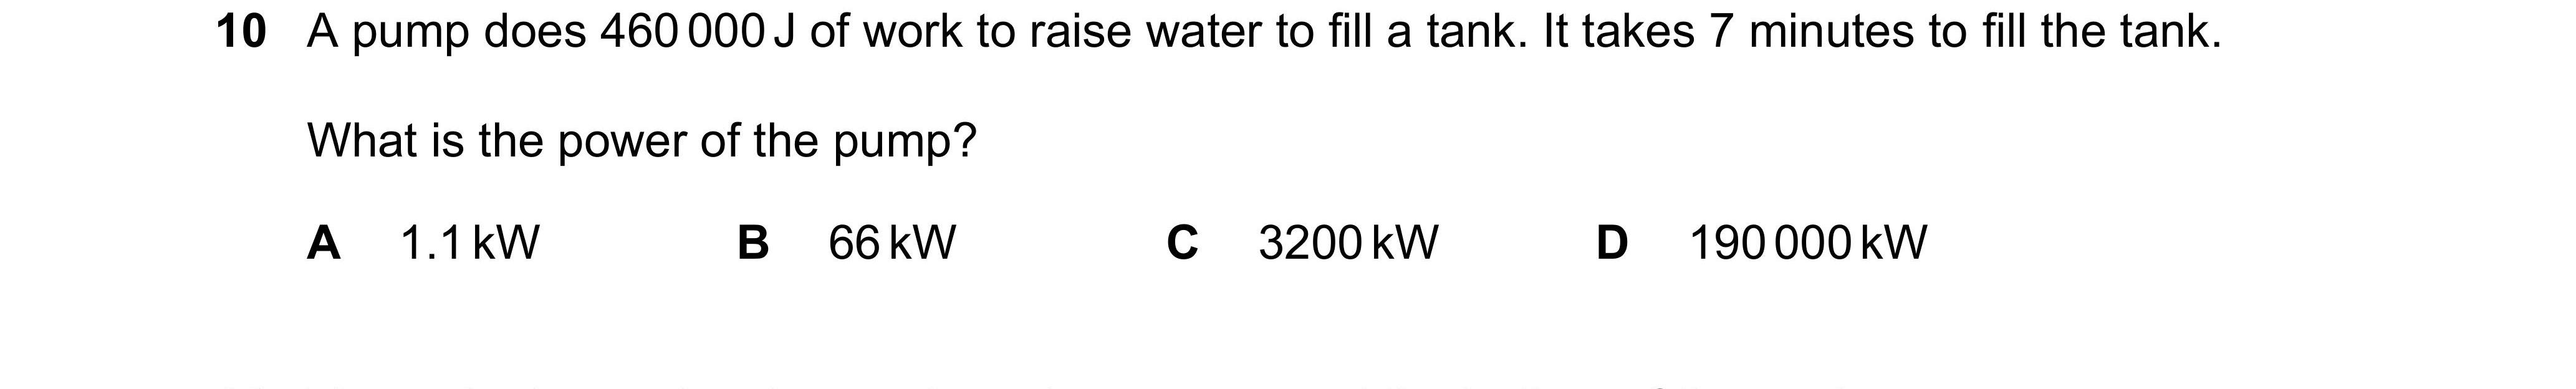 10 A pump does 460 000 J of work to raise water to fill a tank. It takes 7 minutes to fill the tank.
What is the power of the pump?
A 1.1 kW B 66 kW C 3200 kW D 190 000 kW